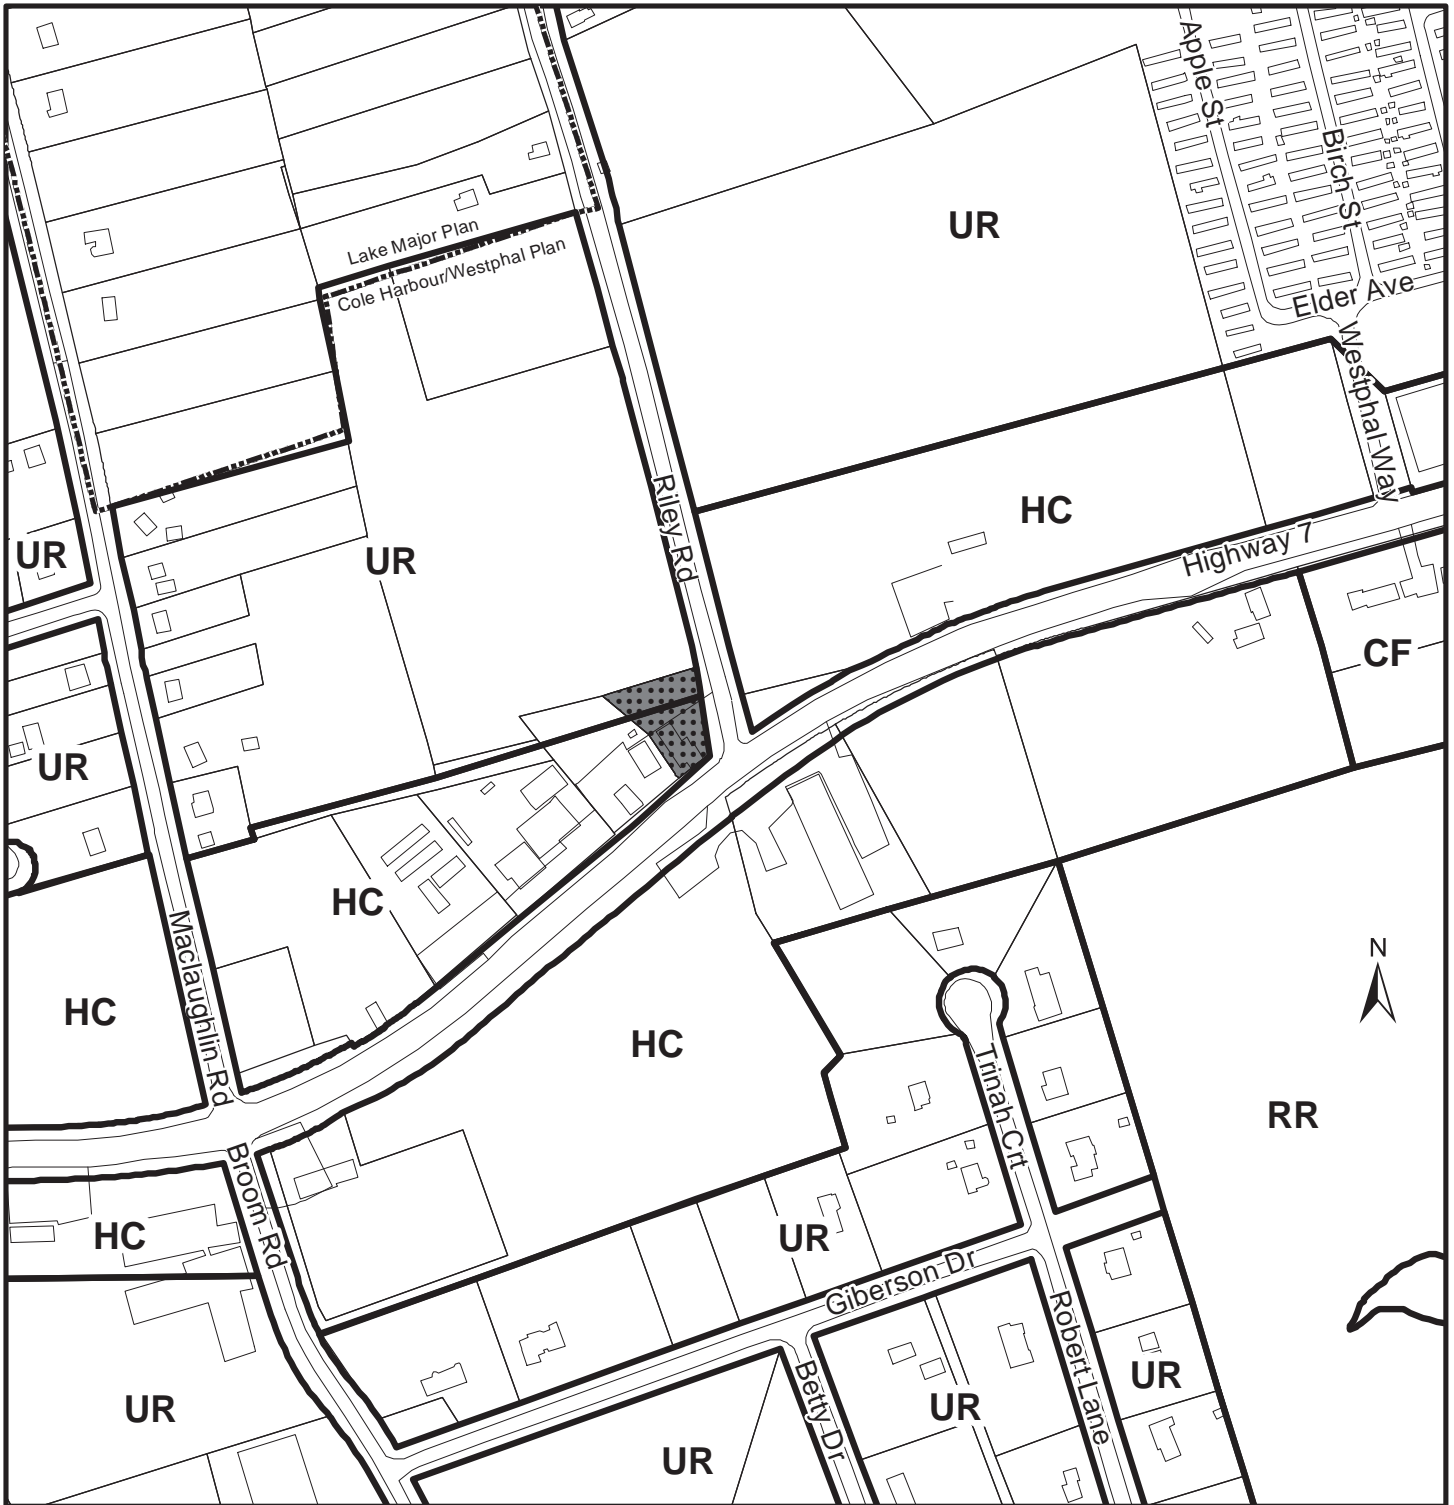 Apple St
Birch St
UR
Lake Major Plan
Cole Harbour/Westphal Plan
Elder Ave
Westphal Way
Riley Rd
HC
Highway 7
UR
UR
CF
UR
HC
Maclaughlin Rd
N
HC
HC
Trinah Crt
RR
Broom Rd
HC
UR
Giberson Dr
Robert Lane
UR
Betty Dr
UR
UR
UR